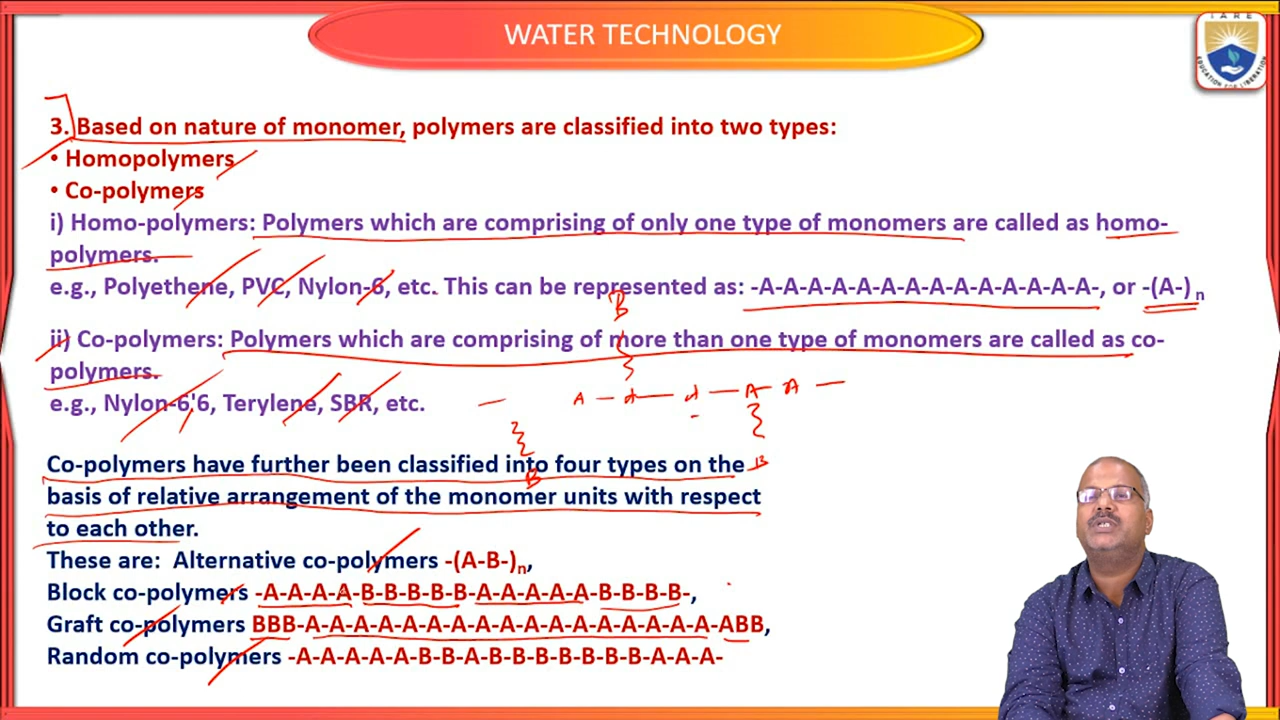 WATER TECHNOLOGY
IARE
EDUCATION FOR LIBERATION
3. Based on nature of monomer, polymers are classified into two types:
• Homopolymers
• Co-polymers
i) Homo-polymers: Polymers which are comprising of only one type of monomers are called as homo-
polymers.
e.g., Polyethene, PVC, Nylon-6, etc. This can be represented as: -A-A-A-A-A-A-A-A-A-A-A-A-A-A-, or -(A-) n
B
ii) Co-polymers: Polymers which are comprising of more than one type of monomers are called as co-
polymers.
A - A - A - A - A -
e.g., Nylon-6'6, Terylene, SBR, etc.
Co-polymers have further been classified into four types on the
B
B
basis of relative arrangement of the monomer units with respect
to each other.
These are: Alternative co-polymers -(A-B-)n,
Block co-polymers -A-A-A-A-B-B-B-B-B-A-A-A-A-A-B-B-B-B-,
Graft co-polymers BBB-A-A-A-A-A-A-A-A-A-A-A-A-A-A-A-A-A-ABB,
Random co-polymers -A-A-A-A-A-B-B-A-B-B-B-B-B-B-B-A-A-A-